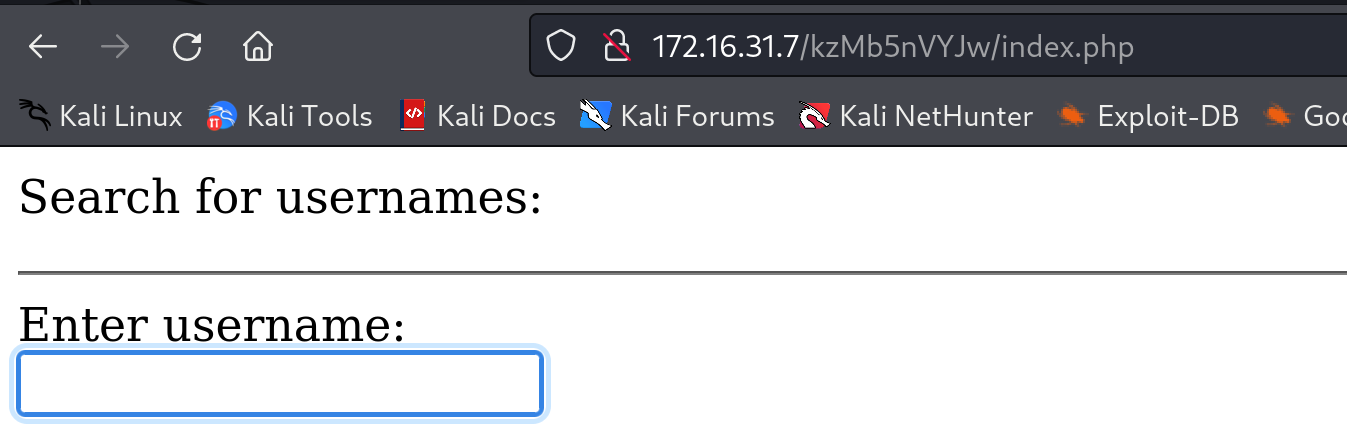 172.16.31.7/kzMb5nVYJw/index.php
Kali Linux Kali Tools Kali Docs Kali Forums Kali NetHunter Exploit-DB Goo
Search for usernames:
Enter username: